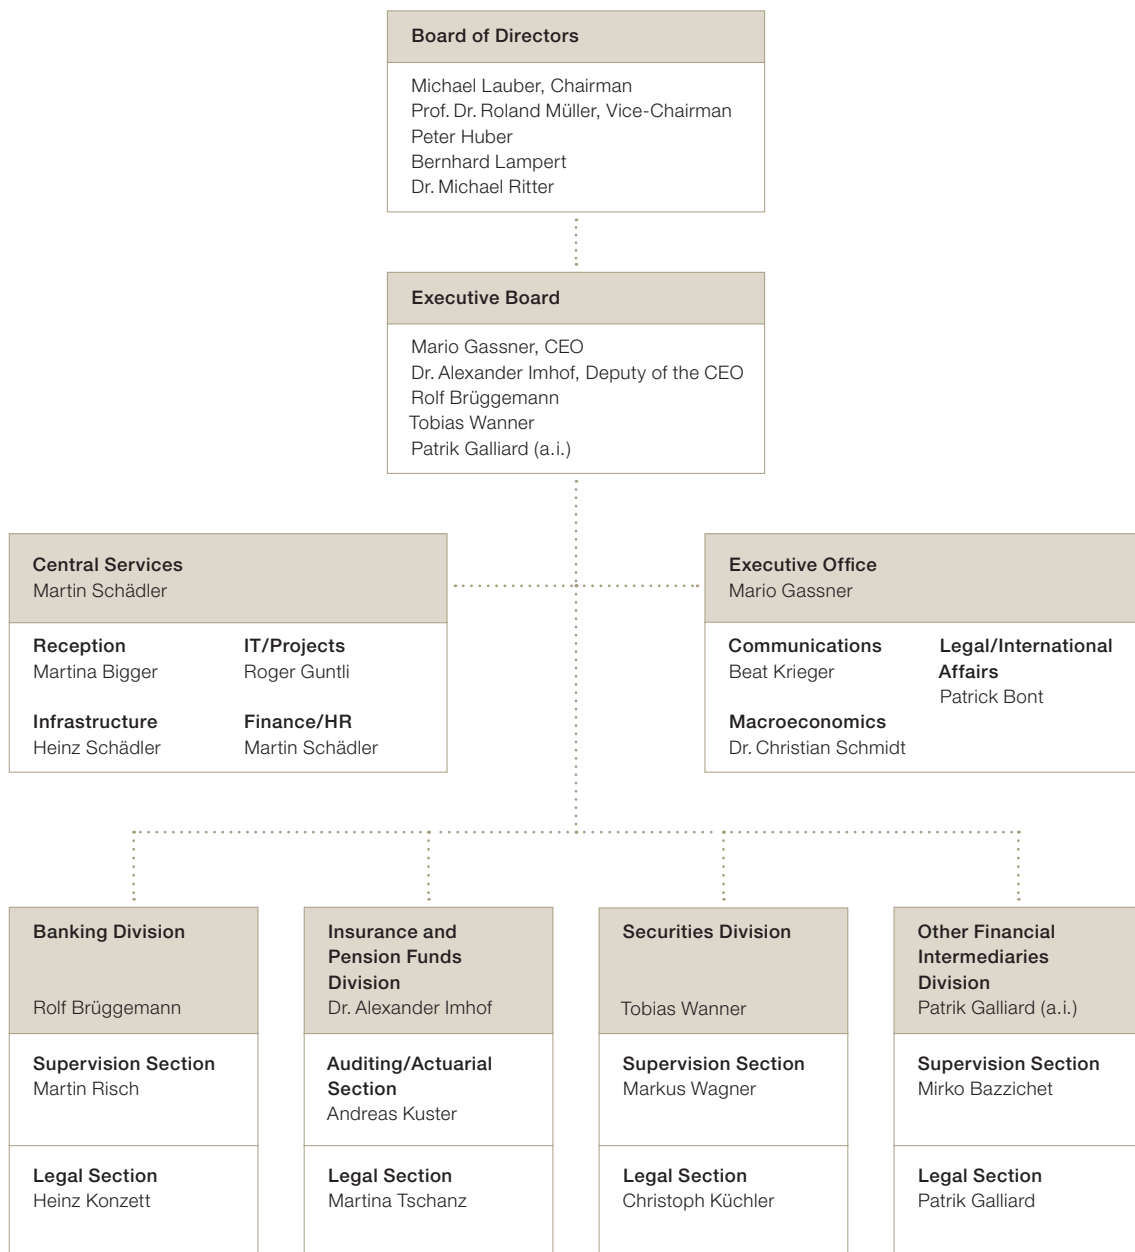 Board of Directors
Michael Lauber, Chairman
Prof. Dr. Roland Müller, Vice-Chairman
Peter Huber
Bernhard Lampert
Dr. Michael Ritter
Executive Board
Mario Gassner, CEO
Dr. Alexander Imhof, Deputy of the CEO
Rolf Brüggemann
Tobias Wanner
Patrik Galliard (a.i.)
Central Services
Martin Schädler
Reception
Martina Bigger
IT/Projects
Roger Guntli
Infrastructure
Heinz Schädler
Finance/HR
Martin Schädler
Executive Office
Mario Gassner
Communications
Beat Krieger
Legal/International
Affairs
Patrick Bont
Macroeconomics
Dr. Christian Schmidt
Banking Division
Rolf Brüggemann
Supervision Section
Martin Risch
Legal Section
Heinz Konzett
Insurance and
Pension Funds
Division
Dr. Alexander Imhof
Auditing/Actuarial
Section
Andreas Kuster
Legal Section
Martina Tschanz
Securities Division
Tobias Wanner
Supervision Section
Markus Wagner
Legal Section
Christoph Küchler
Other Financial
Intermediaries
Division
Patrik Galliard (a.i.)
Supervision Section
Mirko Bazzichet
Legal Section
Patrik Galliard